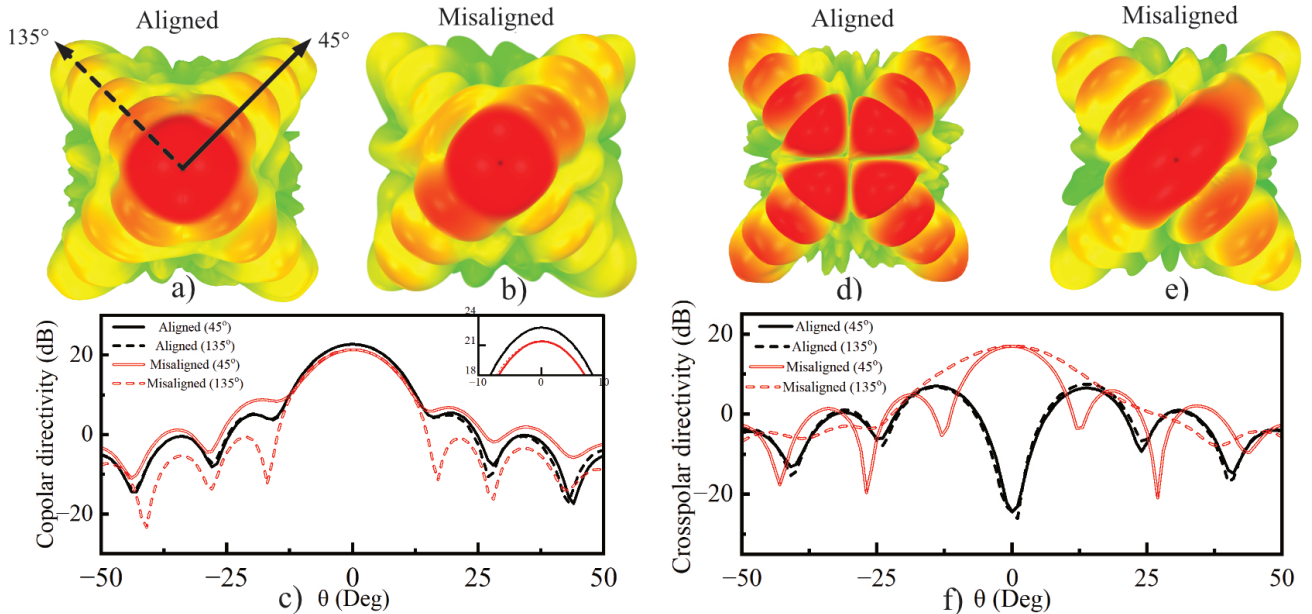 Aligned
Misaligned
135°
45°
a)
b)
Aligned
Misaligned
d)
e)
Copolar directivity (dB)
20
0
−20
Aligned (45°)
Aligned (135°)
Misaligned (45°)
Misaligned (135°)
24
21
18
−10
0
10
−50
−25
0
25
50
c)
θ (Deg)
Crosspolar directivity (dB)
20
0
−20
Aligned (45°)
Aligned (135°)
Misaligned (45°)
Misaligned (135°)
−50
−25
0
25
50
f)
θ (Deg)